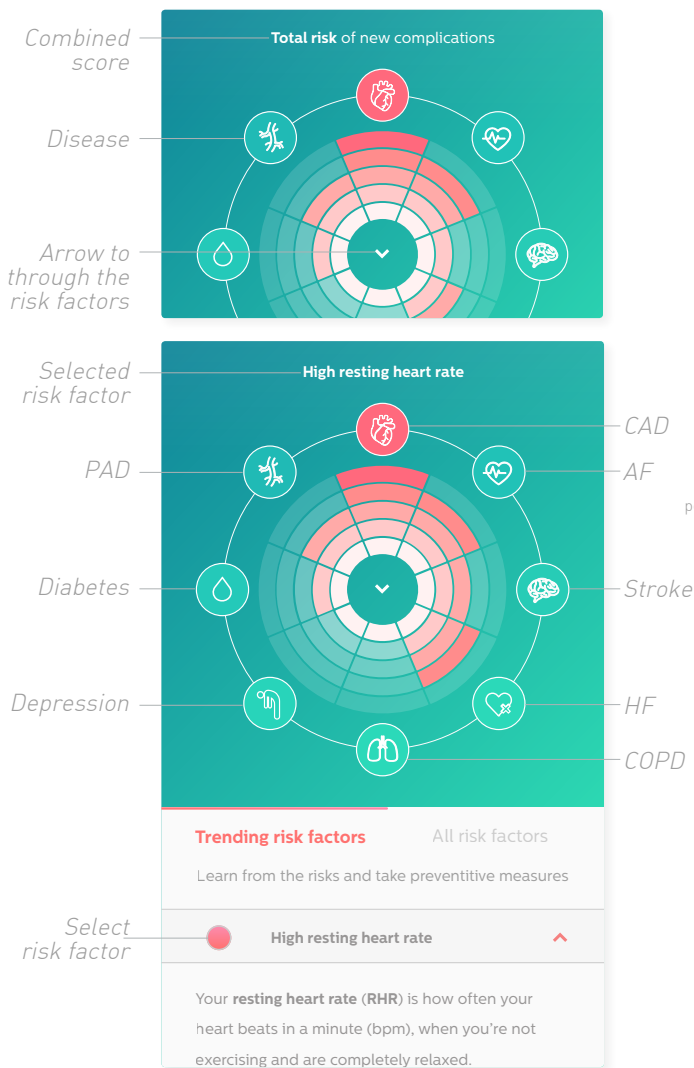 Combined
score
Total risk of new complications
Disease
Arrow to
through the
risk factors
Selected
risk factor
High resting heart rate
CAD
PAD
AF
p
Diabetes
Stroke
Depression
HF
COPD
Trending risk factors
All risk factors
Learn from the risks and take preventitive measures
Select
risk factor
High resting heart rate
Your resting heart rate (RHR) is how often your
heart beats in a minute (bpm), when you're not
exercising and are completely relaxed.